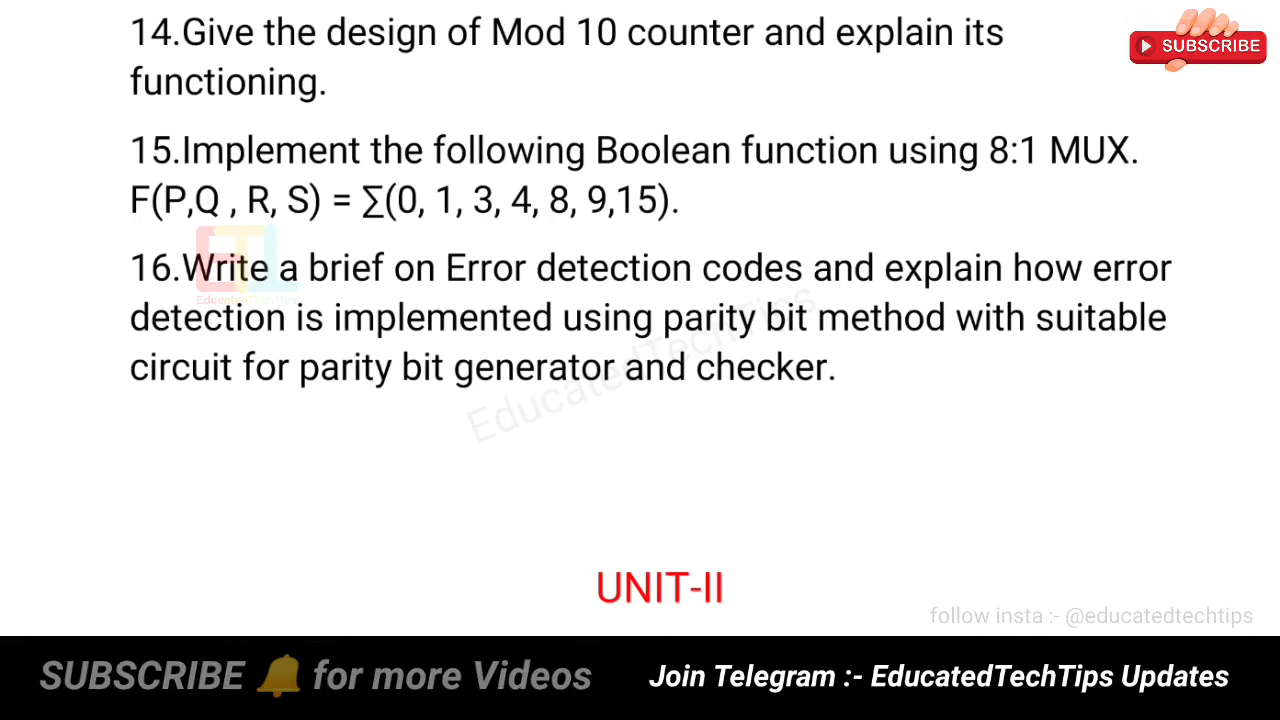 14.Give the design of Mod 10 counter and explain its
functioning.
SUBSCRIBE
15.Implement the following Boolean function using 8:1 MUX.
F(P,Q , R, S) = ∑(0, 1, 3, 4, 8, 9,15).
ETL
EducatedTechTips
16.Write a brief on Error detection codes and explain how error
detection is implemented using parity bit method with suitable
circuit for parity bit generator and checker.
EducatedTechTips
UNIT-II
follow insta :- @educatedtechtips
SUBSCRIBE 🔔 for more Videos
Join Telegram :- EducatedTechTips Updates